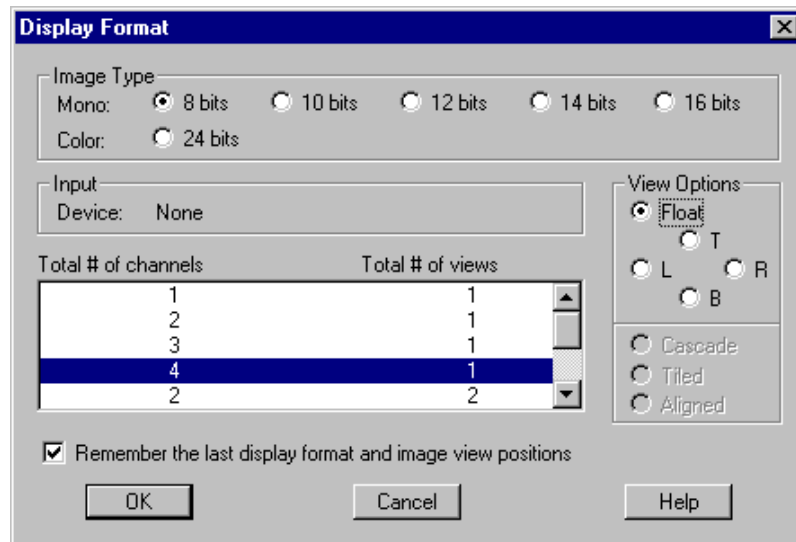 Display Format
Image Type
Mono: 8 bits 10 bits 12 bits 14 bits 16 bits
Color: 24 bits
Input
Device: None
View Options
Float
T
L R
B
Cascade
Tiled
Aligned
Total # of channels Total # of views
1 1
2 1
3 1
4 1
2 2
Remember the last display format and image view positions
OK Cancel Help